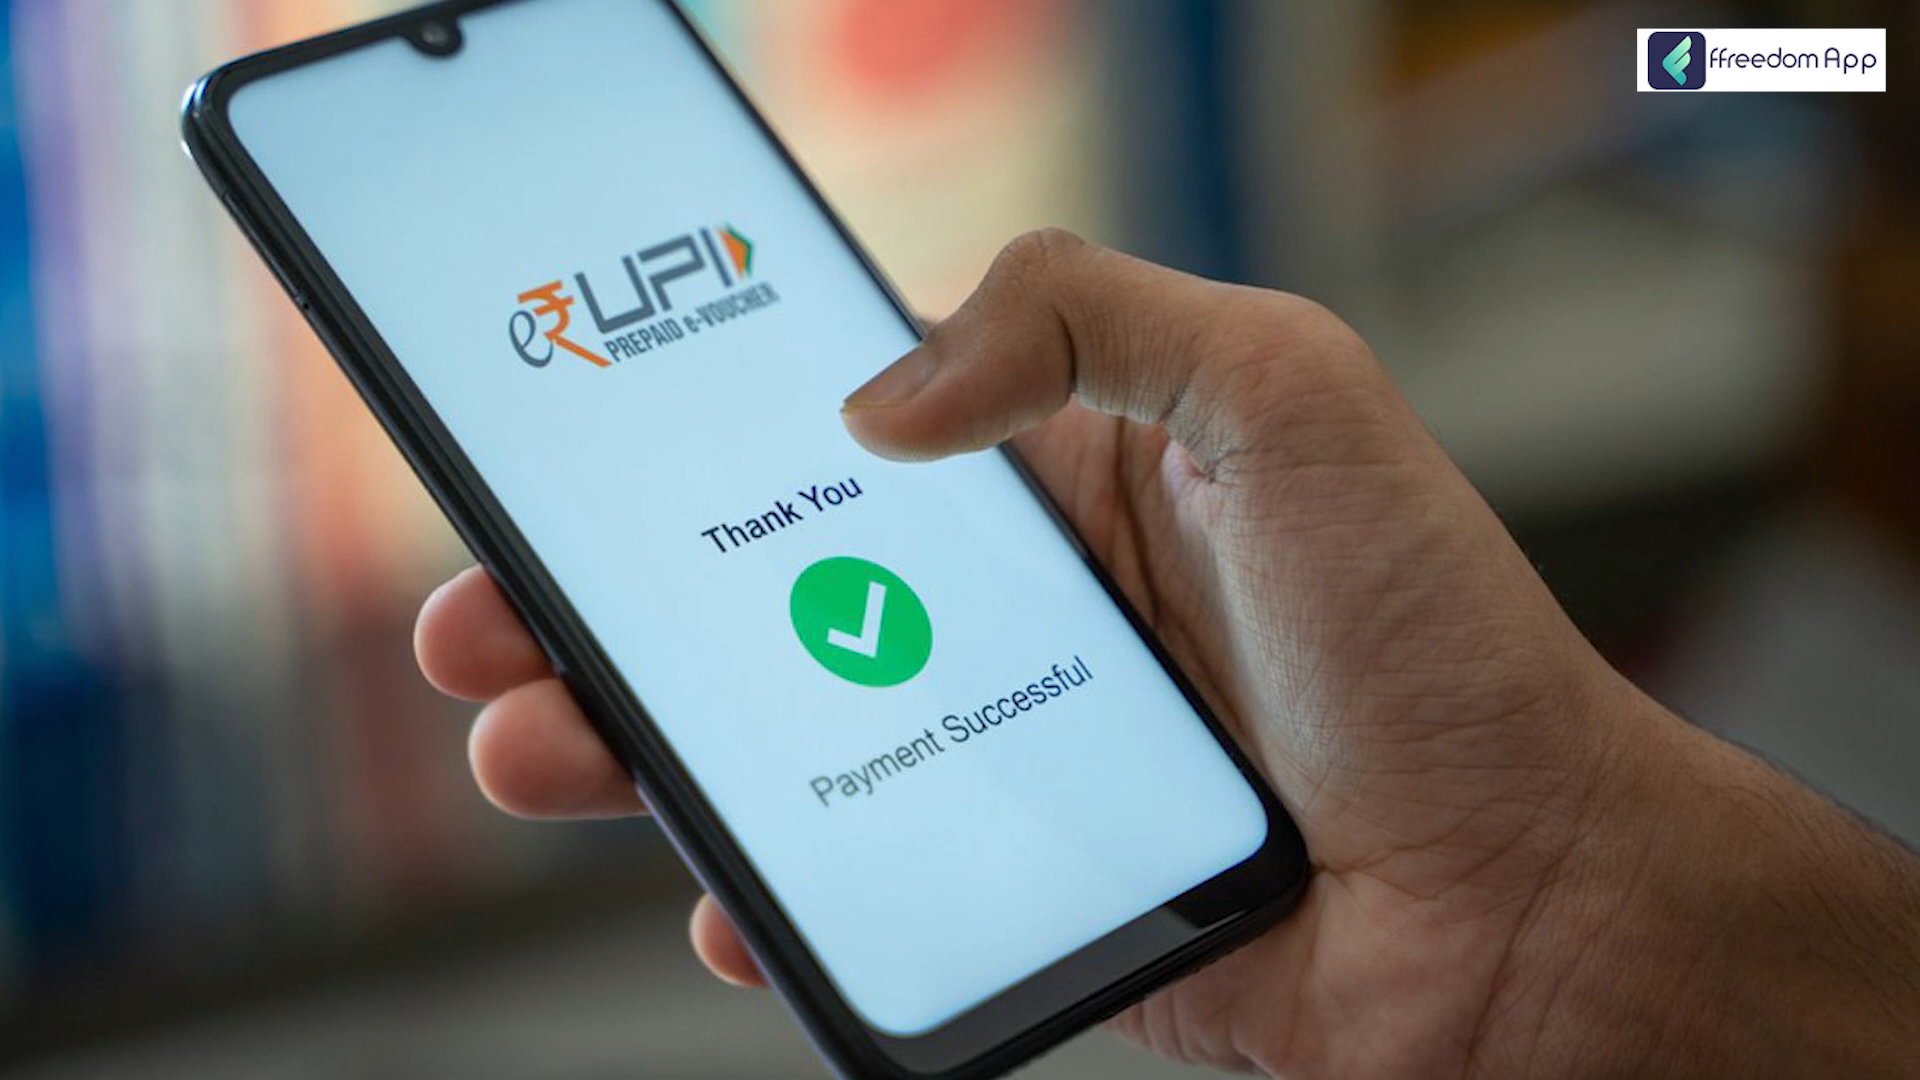 ffreedom App
e₹UPI
PREPAID e-VOUCHER
Thank You
Payment Successful